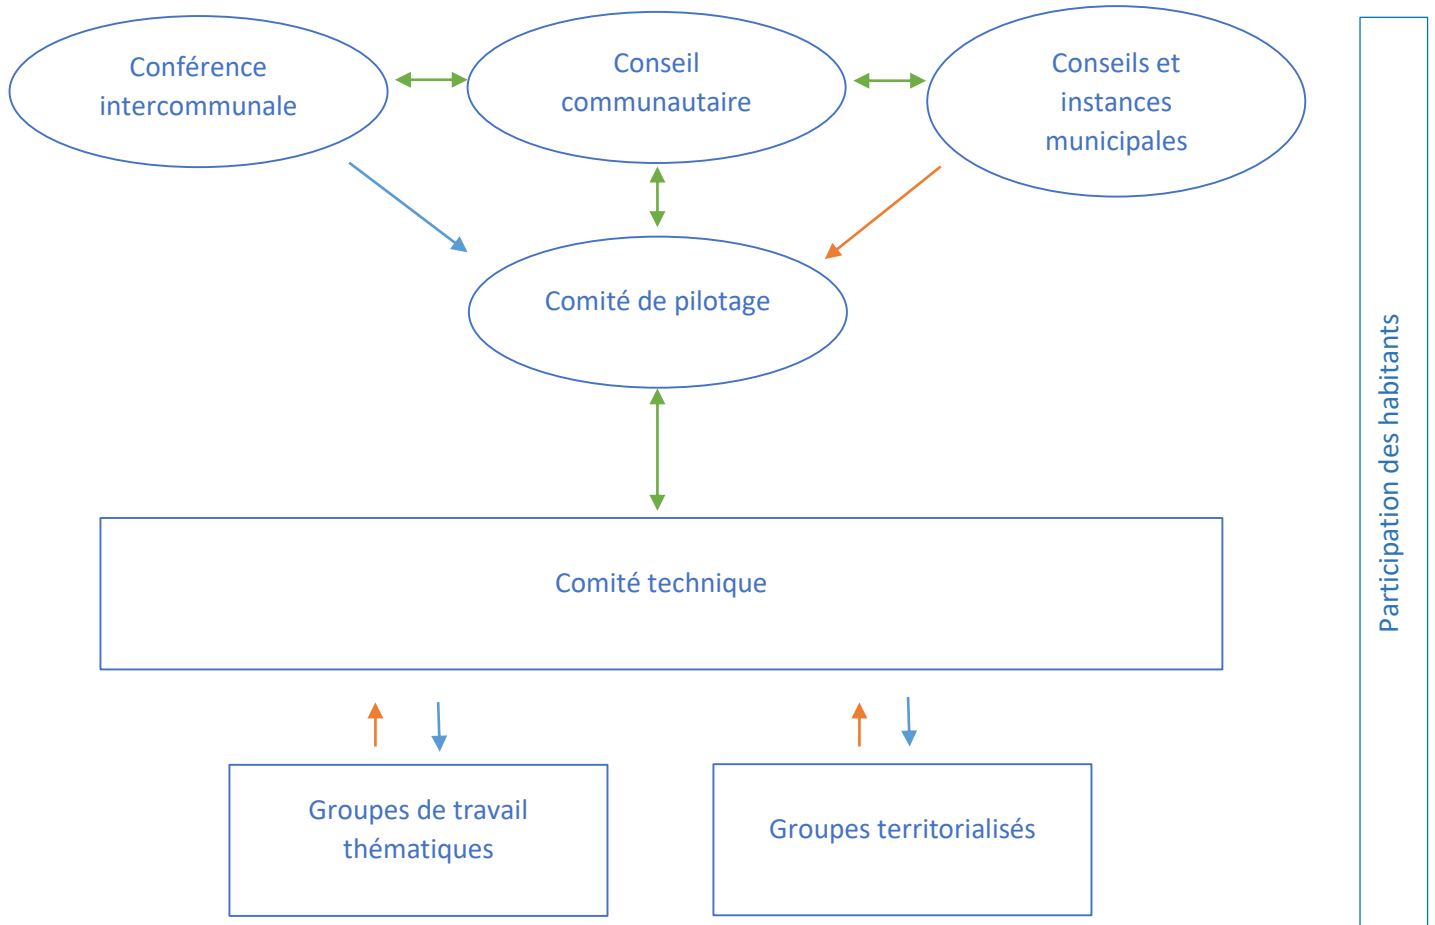 Conférence
intercommunale
Conseil
communautaire
Conseils et
instances
municipales
Comité de pilotage
Comité technique
Groupes de travail
thématiques
Groupes territorialisés
Participation des habitants